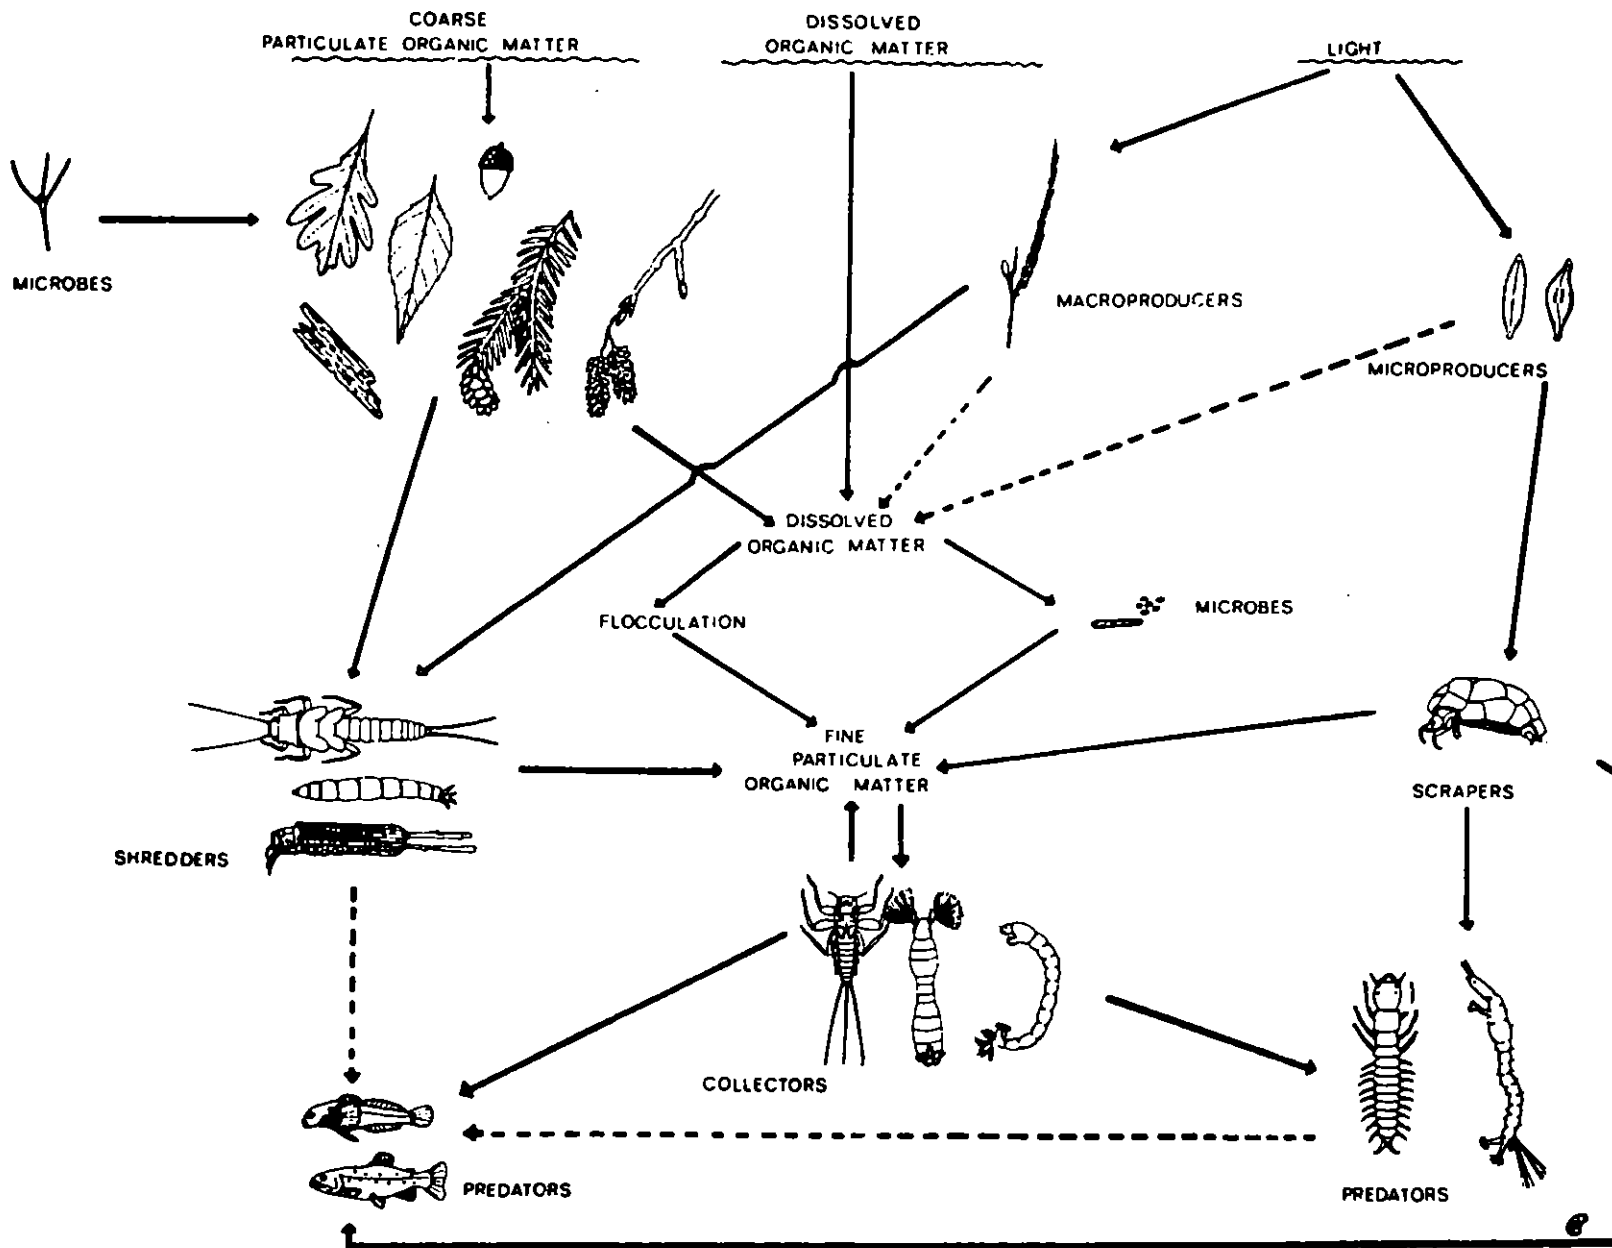 COARSE
PARTICULATE ORGANIC MATTER
DISSOLVED
ORGANIC MATTER
LIGHT
MICROBES
MACROPRODUCERS
MICROPRODUCERS
DISSOLVED
ORGANIC MATTER
FLOCCULATION
MICROBES
FINE
PARTICULATE
ORGANIC MATTER
SCRAPERS
SHREDDERS
COLLECTORS
PREDATORS
PREDATORS